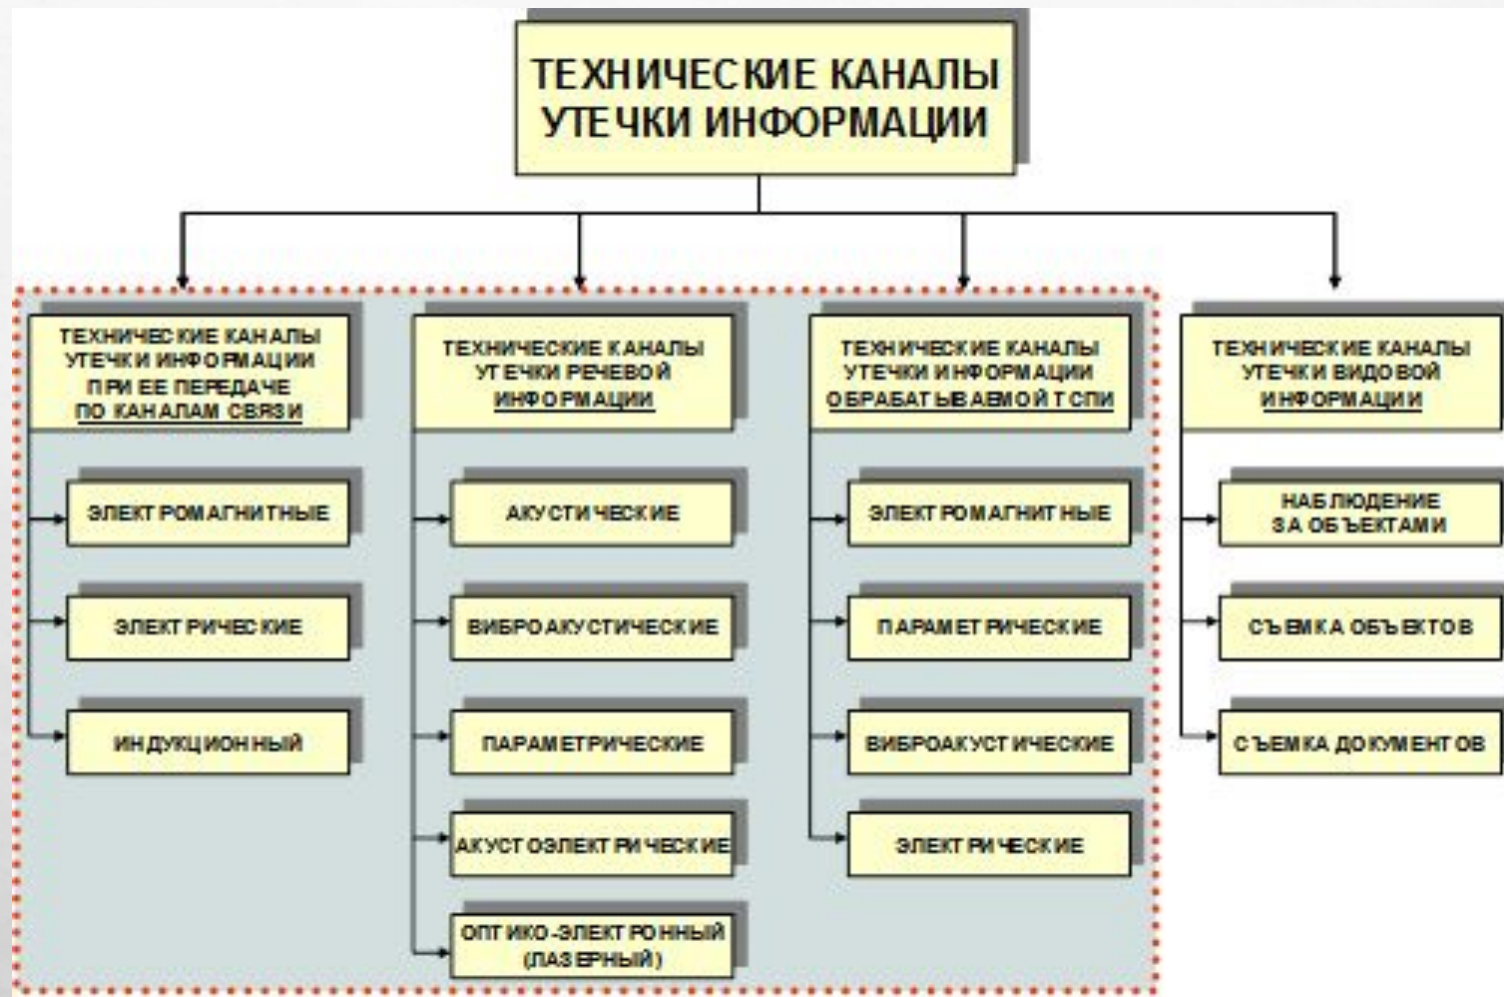 ТЕХНИЧЕСКИЕ КАНАЛЫ
УТЕЧКИ ИНФОРМАЦИИ
ТЕХНИЧЕСКИЕ КАНАЛЫ
УТЕЧКИ ИНФОРМАЦИИ
ПРИ ЕЕ ПЕРЕДАЧЕ
ПО КАНАЛАМ СВЯЗИ
ЭЛЕКТРОМАГНИТНЫЕ
ЭЛЕКТРИЧЕСКИЕ
ИНДУКЦИОННЫЙ
ТЕХНИЧЕСКИЕ КАНАЛЫ
УТЕЧКИ РЕЧЕВОЙ
ИНФОРМАЦИИ
АКУСТИЧЕСКИЕ
ВИБРОАКУСТИЧЕСКИЕ
ПАРАМЕТРИЧЕСКИЕ
АКУСТОЭЛЕКТРИЧЕСКИЕ
ОПТИКО-ЭЛЕКТРОННЫЙ
(ЛАЗЕРНЫЙ)
ТЕХНИЧЕСКИЕ КАНАЛЫ
УТЕЧКИ ИНФОРМАЦИИ
ОБРАБАТЫВАЕМОЙ ТСПИ
ЭЛЕКТРОМАГНИТНЫЕ
ПАРАМЕТРИЧЕСКИЕ
ВИБРОАКУСТИЧЕСКИЕ
ЭЛЕКТРИЧЕСКИЕ
ТЕХНИЧЕСКИЕ КАНАЛЫ
УТЕЧКИ ВИДОВОЙ
ИНФОРМАЦИИ
НАБЛЮДЕНИЕ
ЗА ОБЪЕКТАМИ
СЪЕМКА ОБЪЕКТОВ
СЪЕМКА ДОКУМЕНТОВ